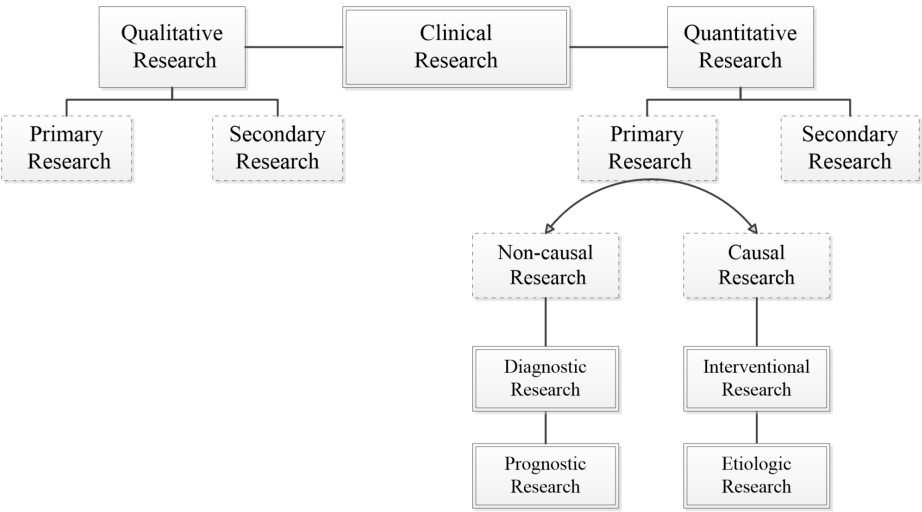 Qualitative
Research
Clinical
Research
Quantitative
Research
Primary
Research
Secondary
Research
Primary
Research
Secondary
Research
Non-causal
Research
Causal
Research
Diagnostic
Research
Interventional
Research
Prognostic
Research
Etiologic
Research